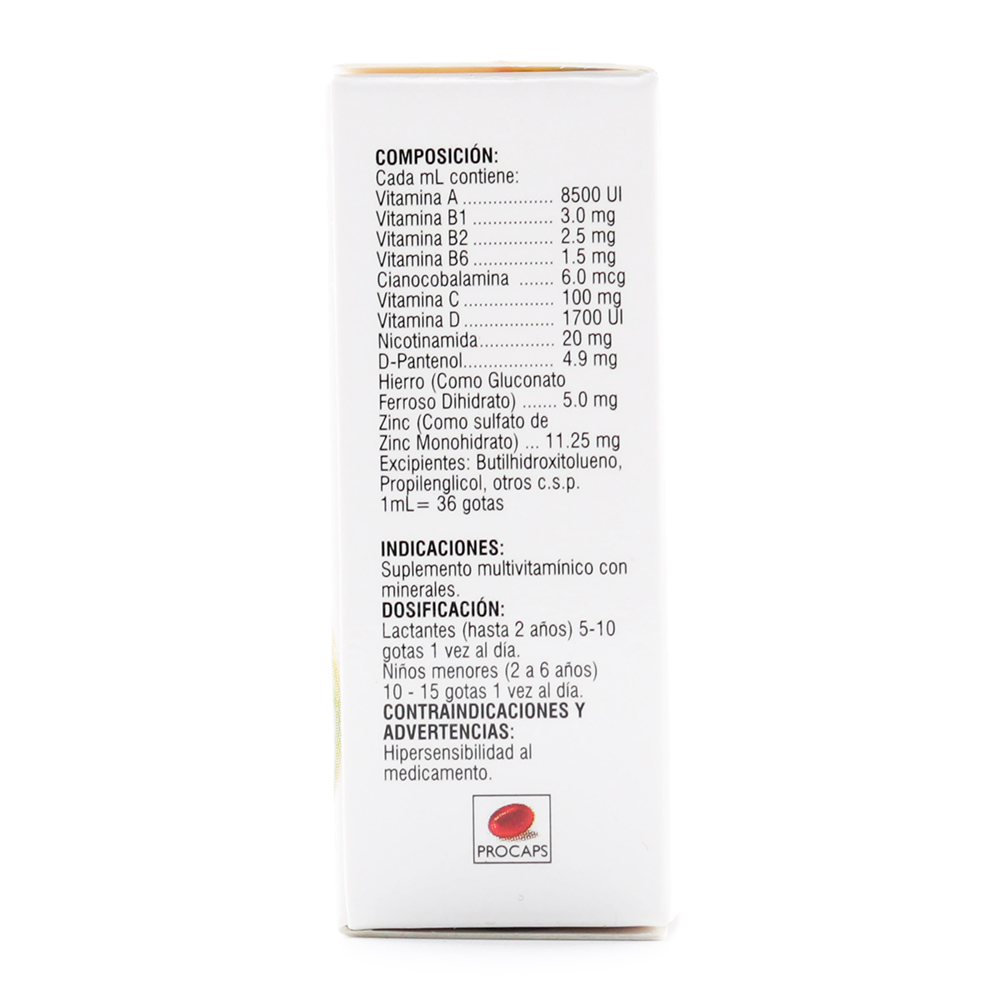 COMPOSICIÓN:
Cada mL contiene:
Vitamina A .................. 8500 UI
Vitamina B1 ................ 3.0 mg
Vitamina B2 ................ 2.5 mg
Vitamina B6 ................ 1.5 mg
Cianocobalamina ....... 6.0 mcg
Vitamina C .................. 100 mg
Vitamina D .................. 1700 UI
Nicotinamida............... 20 mg
D-Pantenol.................. 4.9 mg
Hierro (Como Gluconato
Ferroso Dihidrato) ....... 5.0 mg
Zinc (Como sulfato de
Zinc Monohidrato) ... 11.25 mg
Excipientes: Butilhidroxitolueno,
Propilenglicol, otros c.s.p.
1mL= 36 gotas
INDICACIONES:
Suplemento multivitamínico con
minerales.
DOSIFICACIÓN:
Lactantes (hasta 2 años) 5-10
gotas 1 vez al día.
Niños menores (2 a 6 años)
10 - 15 gotas 1 vez al día.
CONTRAINDICACIONES Y
ADVERTENCIAS:
Hipersensibilidad al
medicamento.
PROCAPS